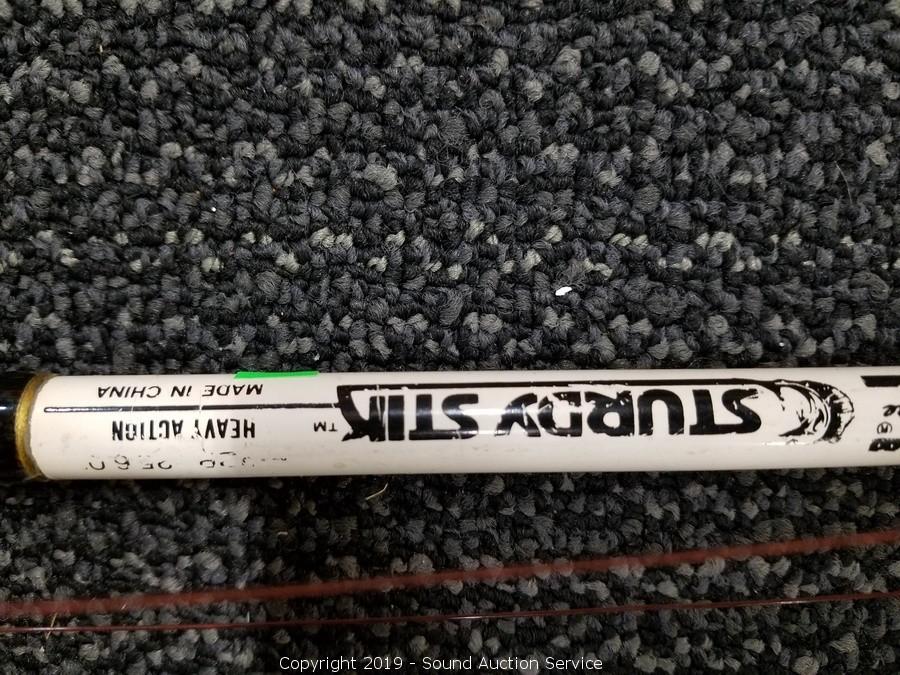 STURDY STIK ™
HEAVY ACTION
MADE IN CHINA
Copyright 2019 - Sound Auction Service